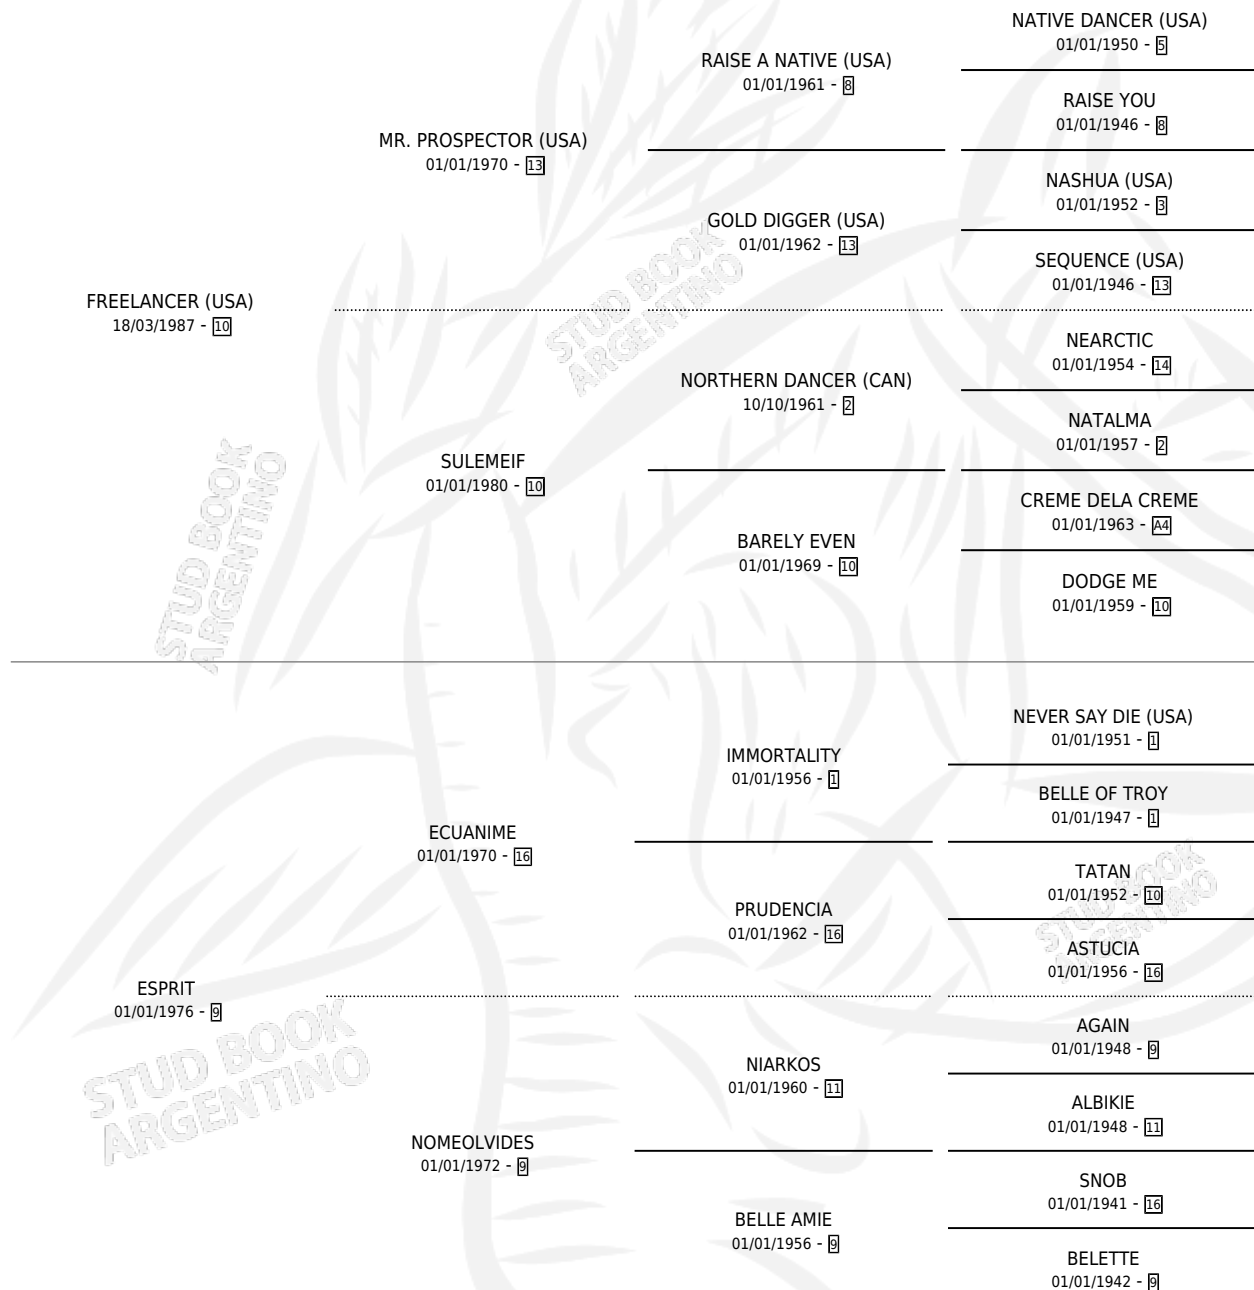 NATIVE DANCER (USA)
01/01/1950 - 5
RAISE A NATIVE (USA)
01/01/1961 - 8
RAISE YOU
01/01/1946 - 8
MR. PROSPECTOR (USA)
01/01/1970 - 13
NASHUA (USA)
01/01/1952 - 3
GOLD DIGGER (USA)
01/01/1962 - 13
SEQUENCE (USA)
01/01/1946 - 13
FREELANCER (USA)
18/03/1987 - 10
STUD BOOK
ARGENTINO
NEARCTIC
01/01/1954 - 14
NORTHERN DANCER (CAN)
10/10/1961 - 2
NATALMA
01/01/1957 - 2
SULEMEIF
01/01/1980 - 10
CREME DELA CREME
01/01/1963 - A4
BARELY EVEN
01/01/1969 - 10
DODGE ME
01/01/1959 - 10
STUD BOOK
ARGENTINO
NEVER SAY DIE (USA)
01/01/1951 - 1
IMMORTALITY
01/01/1956 - 1
BELLE OF TROY
01/01/1947 - 1
ECUANIME
01/01/1970 - 16
TATAN
01/01/1952 - 10
PRUDENCIA
01/01/1962 - 16
STUD BOOK
ARGENTINO
ASTUCIA
01/01/1956 - 16
ESPRIT
01/01/1976 - 9
AGAIN
01/01/1948 - 9
NIARKOS
01/01/1960 - 11
STUD BOOK
ARGENTINO
ALBIKIE
01/01/1948 - 11
NOMEOLVIDES
01/01/1972 - 9
SNOB
01/01/1941 - 16
BELLE AMIE
01/01/1956 - 9
BELETTE
01/01/1942 - 9